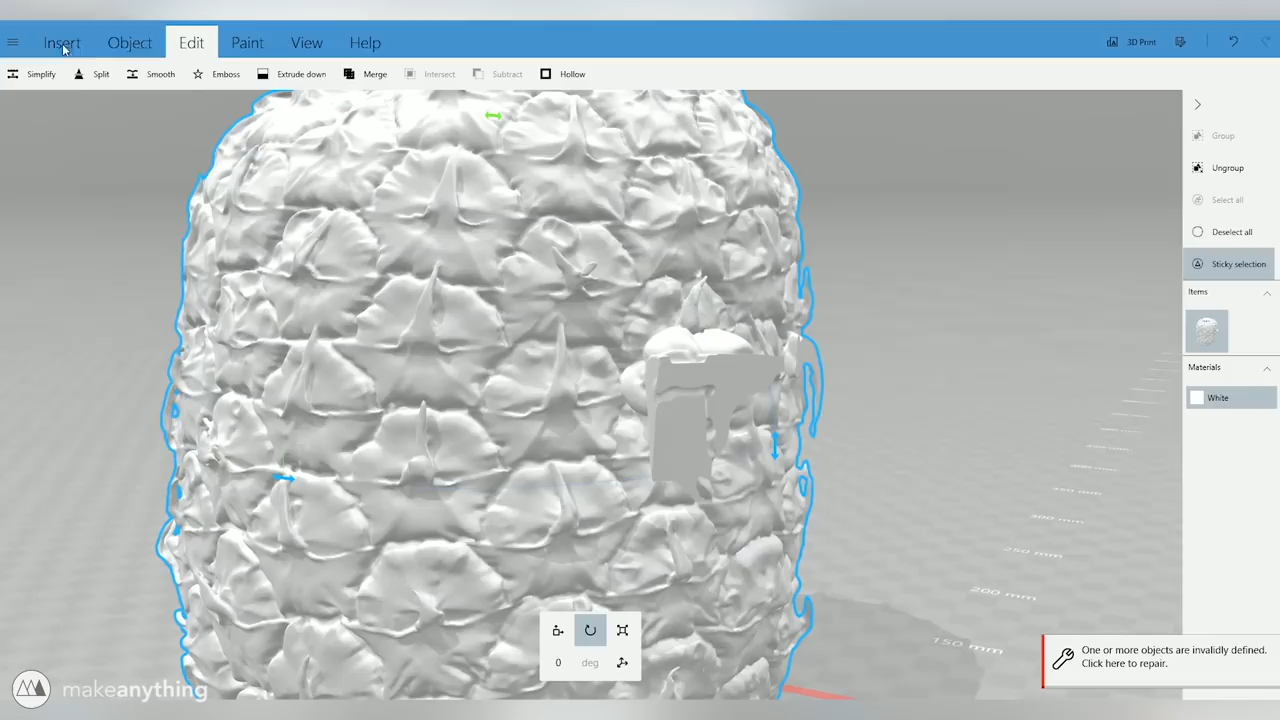 Insert Object Edit Paint View Help 3D Print
Simplify Split Smooth Emboss Extrude down Merge Intersect Subtract Hollow
Group
Ungroup
Select all
Deselect all
Sticky selection
Items
Materials
White
300 mm
250 mm
200 mm
150 mm
0 deg
One or more objects are invalidly defined.
Click here to repair.
makeanything